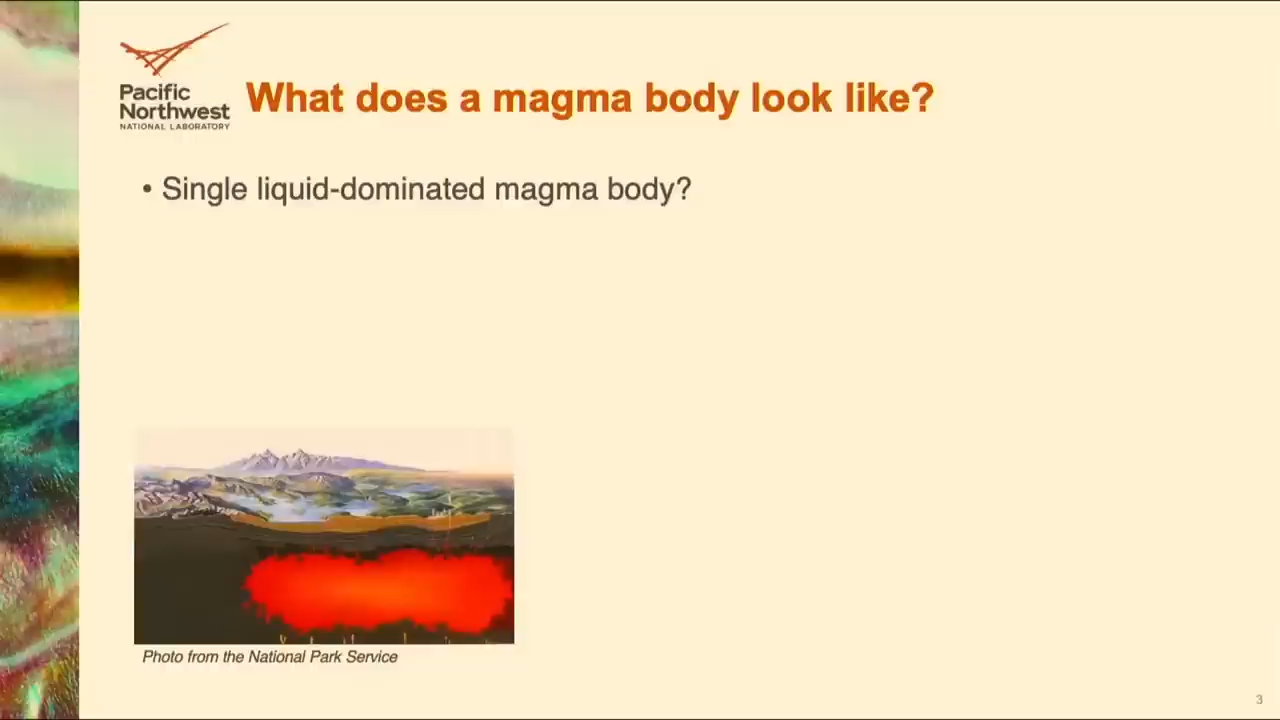 Pacific
Northwest
NATIONAL LABORATORY
What does a magma body look like?
• Single liquid-dominated magma body?
Photo from the National Park Service
3